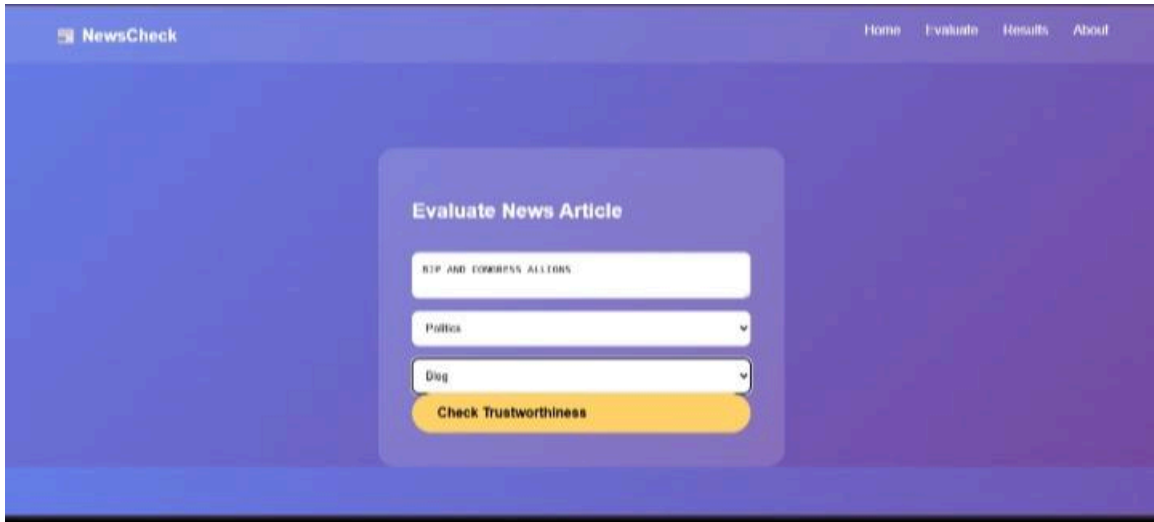 NewsCheck
Home Evaluate Results About
Evaluate News Article
BJP AND CONGRESS ALLIONS
Politics
Blog
Check Trustworthiness